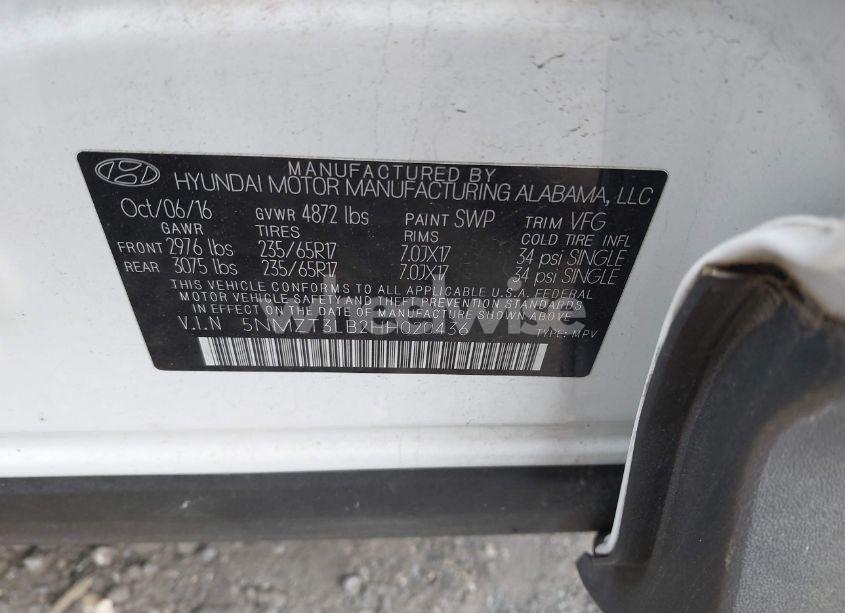 MANUFACTURED BY
HYUNDAI MOTOR MANUFACTURING ALABAMA, LLC
Oct/06/16 GVWR 4872 lbs PAINT SWP TRIM VFG
GAWR TIRES RIMS COLD TIRE INFL
FRONT 2976 lbs 235/65R17 7.0JX17 34 psi SINGLE
REAR 3075 lbs 235/65R17 7.0JX17 34 psi SINGLE
THIS VEHICLE CONFORMS TO ALL APPLICABLE U.S.A. FEDERAL
MOTOR VEHICLE SAFETY AND THEFT PREVENTION STANDARDS
IN EFFECT ON THE DATE OF MANUFACTURE SHOWN ABOVE.
V.I.N TYPE: MPV